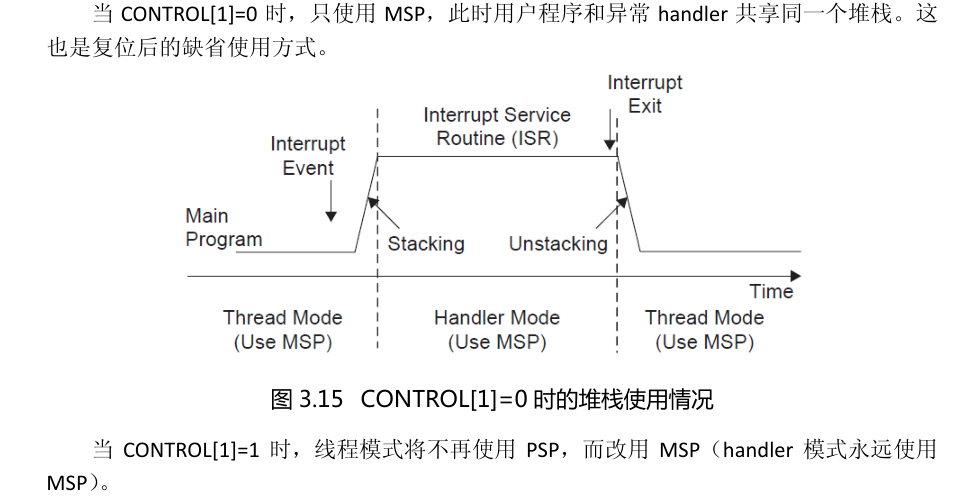 当 CONTROL[1]=0 时，只使用 MSP，此时用户程序和异常 handler 共享同一个堆栈。这
也是复位后的缺省使用方式。
Interrupt
Exit
Interrupt Service
Routine (ISR)
Interrupt
Event
Main
Program
Stacking
Unstacking
Time
Thread Mode
(Use MSP)
Handler Mode
(Use MSP)
Thread Mode
(Use MSP)
图 3.15 CONTROL[1]=0 时的堆栈使用情况
当 CONTROL[1]=1 时，线程模式将不再使用 PSP，而改用 MSP（handler 模式永远使用
MSP）。